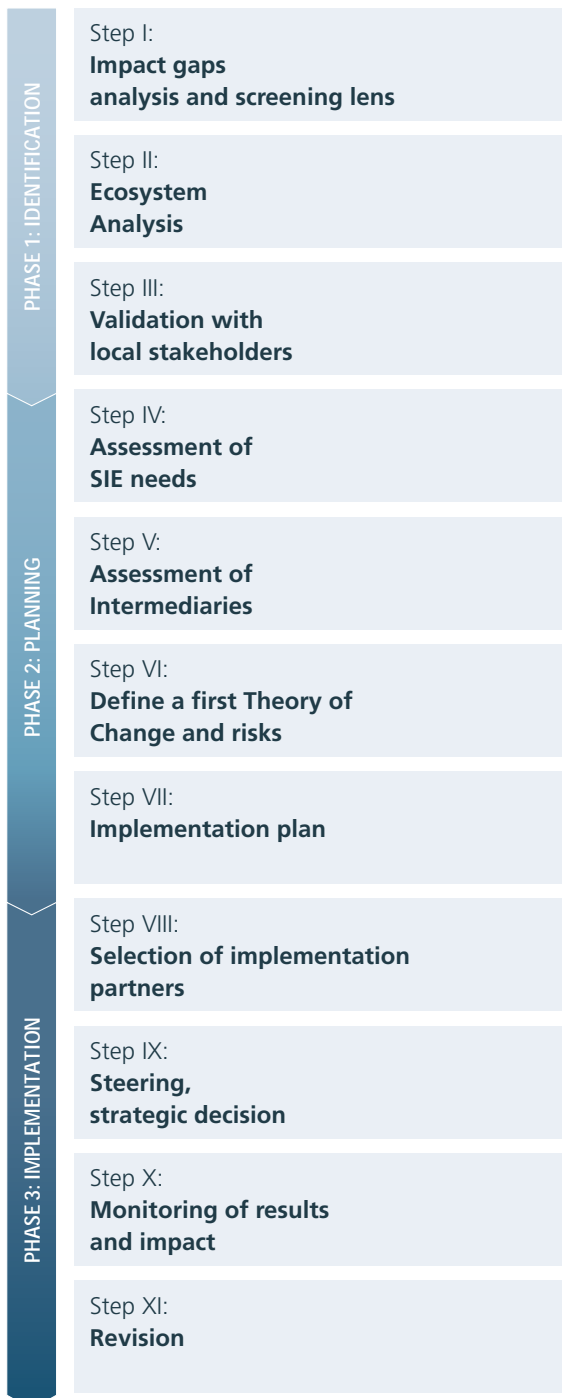 PHASE 1: IDENTIFICATION
Step I:
Impact gaps
analysis and screening lens
Step II:
Ecosystem
Analysis
Step III:
Validation with
local stakeholders
PHASE 2: PLANNING
Step IV:
Assessment of
SIE needs
Step V:
Assessment of
Intermediaries
Step VI:
Define a first Theory of
Change and risks
Step VII:
Implementation plan
PHASE 3: IMPLEMENTATION
Step VIII:
Selection of implementation
partners
Step IX:
Steering,
strategic decision
Step X:
Monitoring of results
and impact
Step XI:
Revision